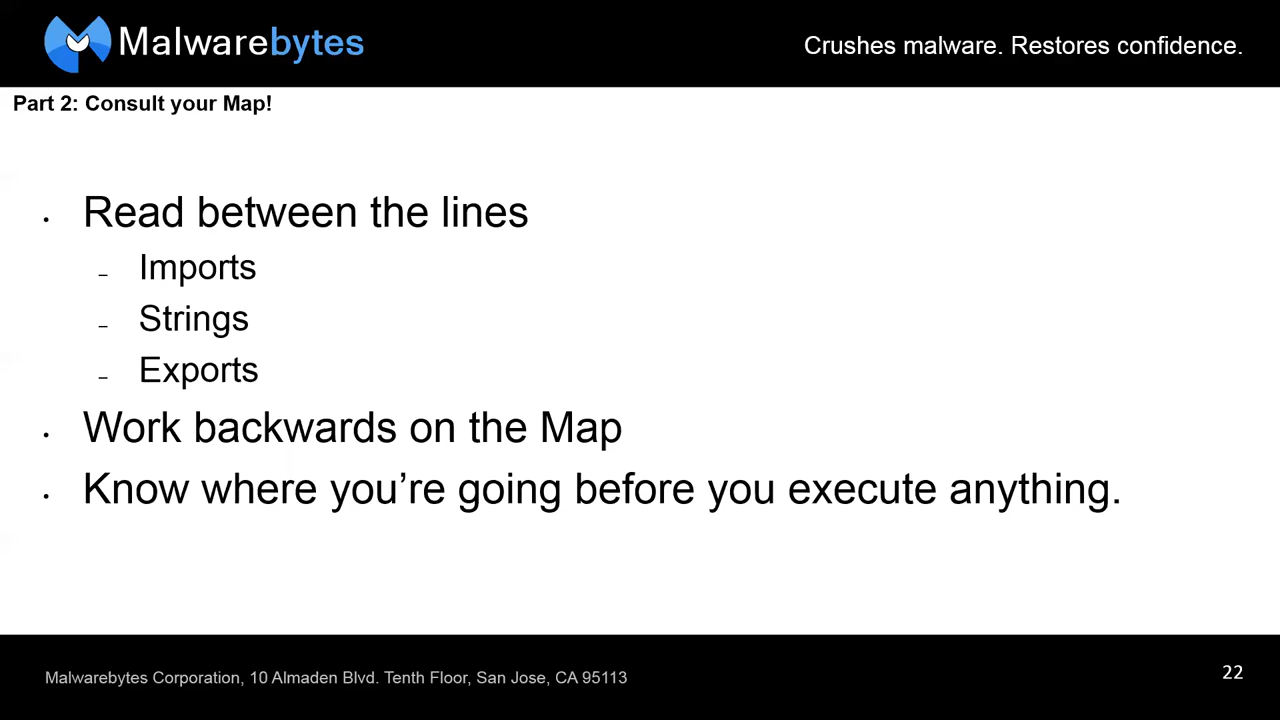 Malwarebytes
Crushes malware. Restores confidence.
Part 2: Consult your Map!
• Read between the lines
– Imports
– Strings
– Exports
• Work backwards on the Map
• Know where you’re going before you execute anything.
Malwarebytes Corporation, 10 Almaden Blvd. Tenth Floor, San Jose, CA 95113
22